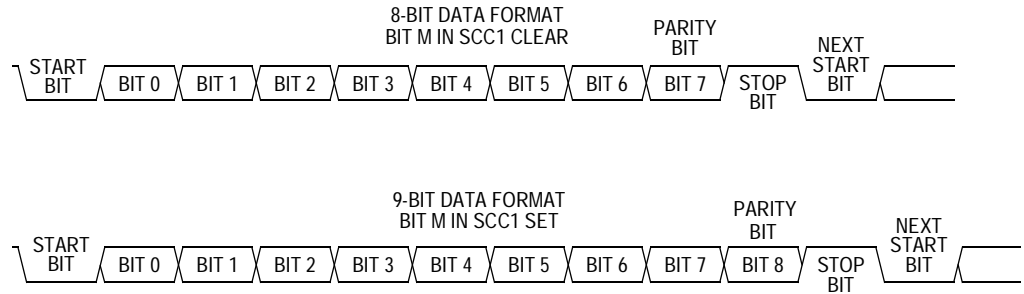 8-BIT DATA FORMAT
BIT M IN SCC1 CLEAR
PARITY
BIT
NEXT
START
BIT
START
BIT
BIT 0
BIT 1
BIT 2
BIT 3
BIT 4
BIT 5
BIT 6
BIT 7
STOP
BIT
9-BIT DATA FORMAT
BIT M IN SCC1 SET
PARITY
BIT
NEXT
START
BIT
START
BIT
BIT 0
BIT 1
BIT 2
BIT 3
BIT 4
BIT 5
BIT 6
BIT 7
BIT 8
STOP
BIT